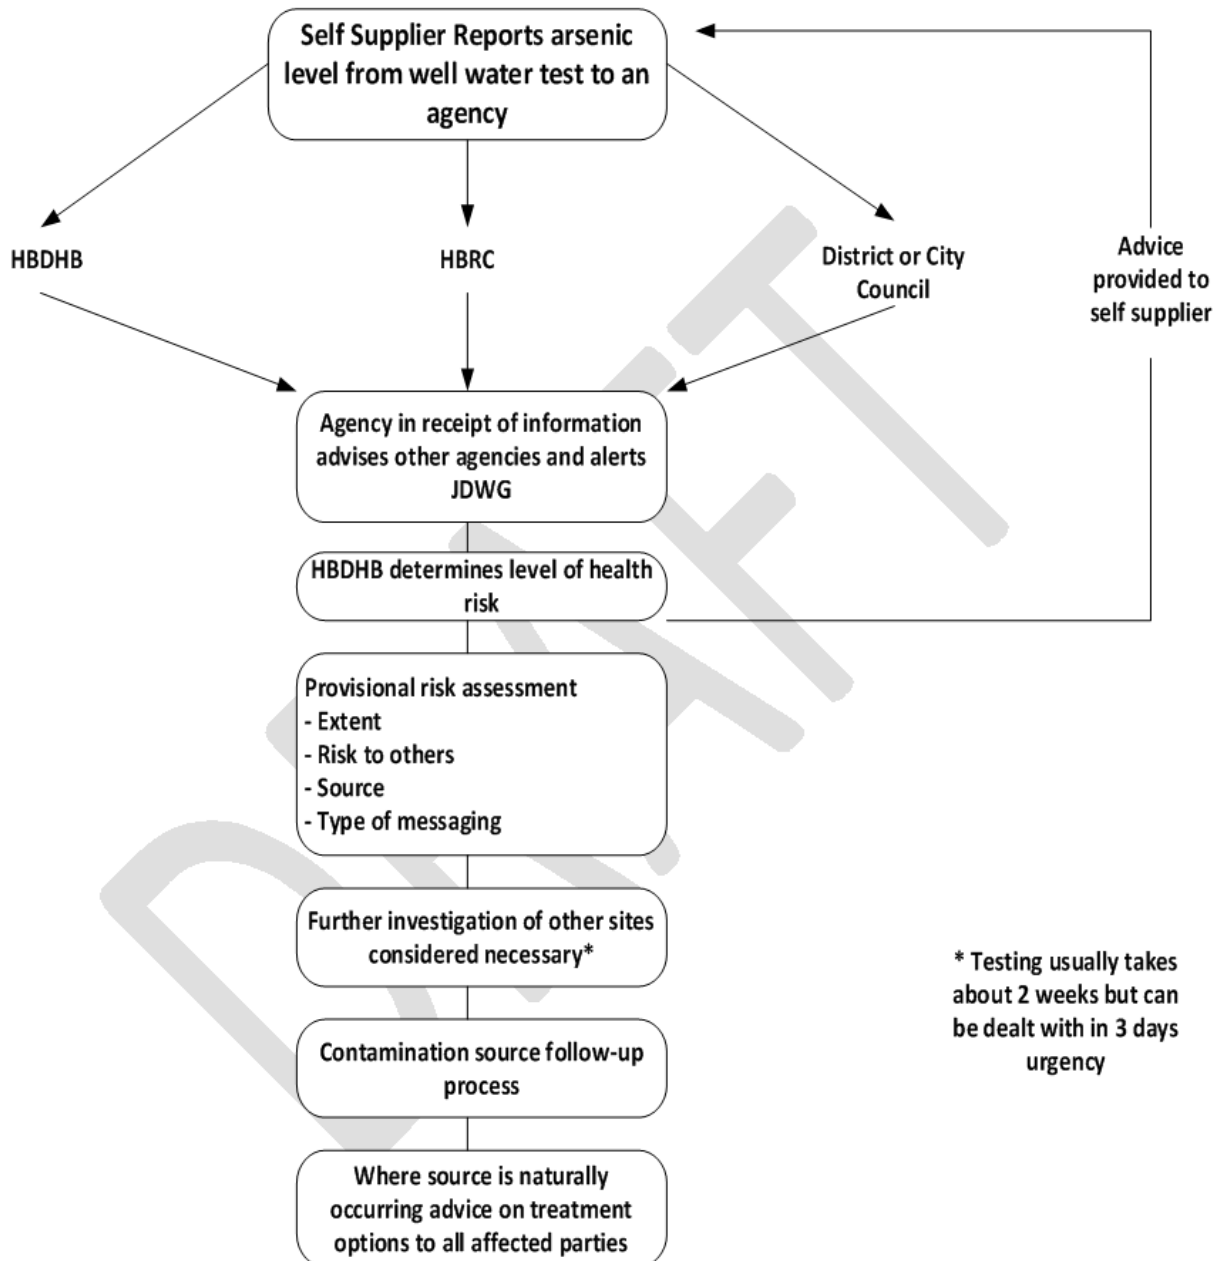 Self Supplier Reports arsenic
level from well water test to an
agency
HBDHB
HBRC
District or City
Council
Advice
provided to
self supplier
Agency in receipt of information
advises other agencies and alerts
JDWG
HBDHB determines level of health
risk
Provisional risk assessment
- Extent
- Risk to others
- Source
- Type of messaging
Further investigation of other sites
considered necessary*
* Testing usually takes
about 2 weeks but can
be dealt with in 3 days
urgency
Contamination source follow-up
process
Where source is naturally
occurring advice on treatment
options to all affected parties
DRAFT